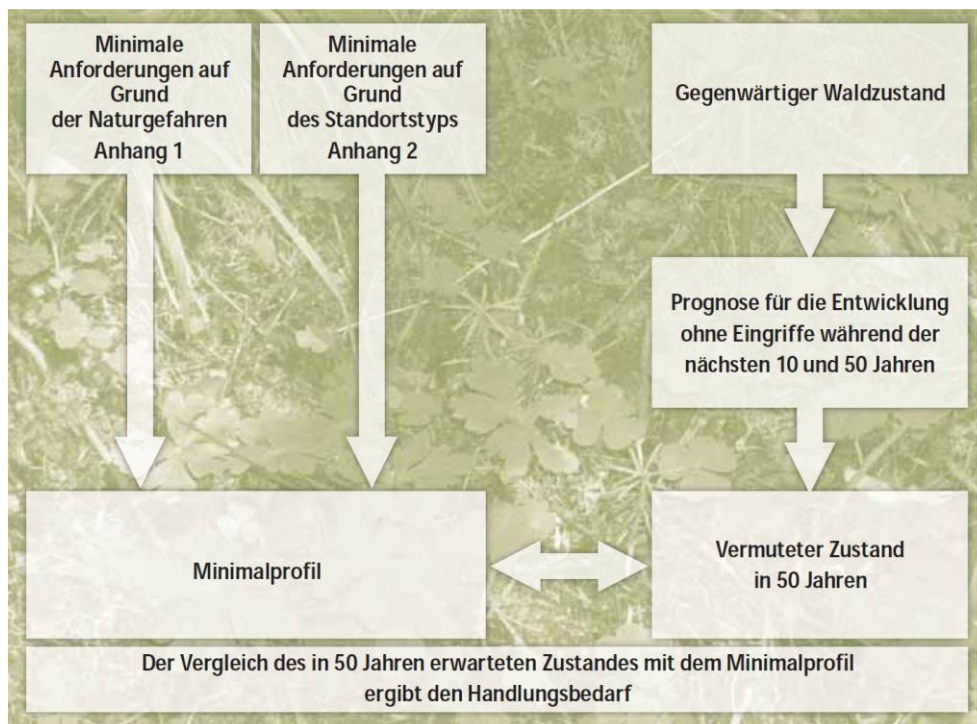 Minimale
Anforderungen auf
Grund
der Naturgefahren
Anhang 1
Minimale
Anforderungen auf
Grund
des Standortstyps
Anhang 2
Gegenwärtiger Waldzustand
Prognose für die Entwicklung
ohne Eingriffe während der
nächsten 10 und 50 Jahren
Minimalprofil
Vermuteter Zustand
in 50 Jahren
Der Vergleich des in 50 Jahren erwarteten Zustandes mit dem Minimalprofil
ergibt den Handlungsbedarf